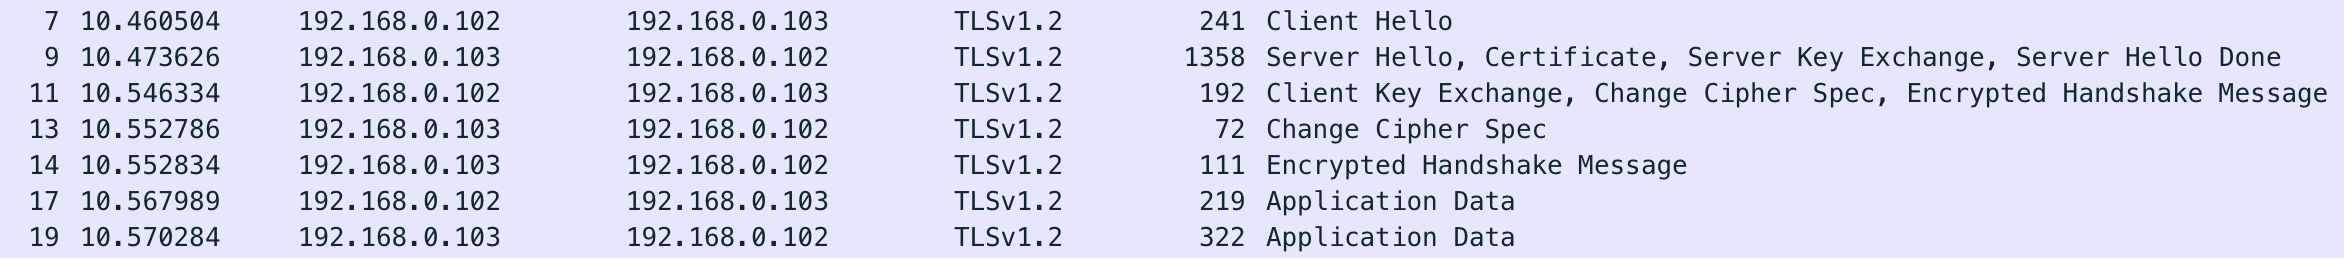 7 10.460504 192.168.0.102 192.168.0.103 TLSv1.2 241 Client Hello
9 10.473626 192.168.0.103 192.168.0.102 TLSv1.2 1358 Server Hello, Certificate, Server Key Exchange, Server Hello Done
11 10.546334 192.168.0.102 192.168.0.103 TLSv1.2 192 Client Key Exchange, Change Cipher Spec, Encrypted Handshake Message
13 10.552786 192.168.0.103 192.168.0.102 TLSv1.2 72 Change Cipher Spec
14 10.552834 192.168.0.103 192.168.0.102 TLSv1.2 111 Encrypted Handshake Message
17 10.567989 192.168.0.102 192.168.0.103 TLSv1.2 219 Application Data
19 10.570284 192.168.0.103 192.168.0.102 TLSv1.2 322 Application Data